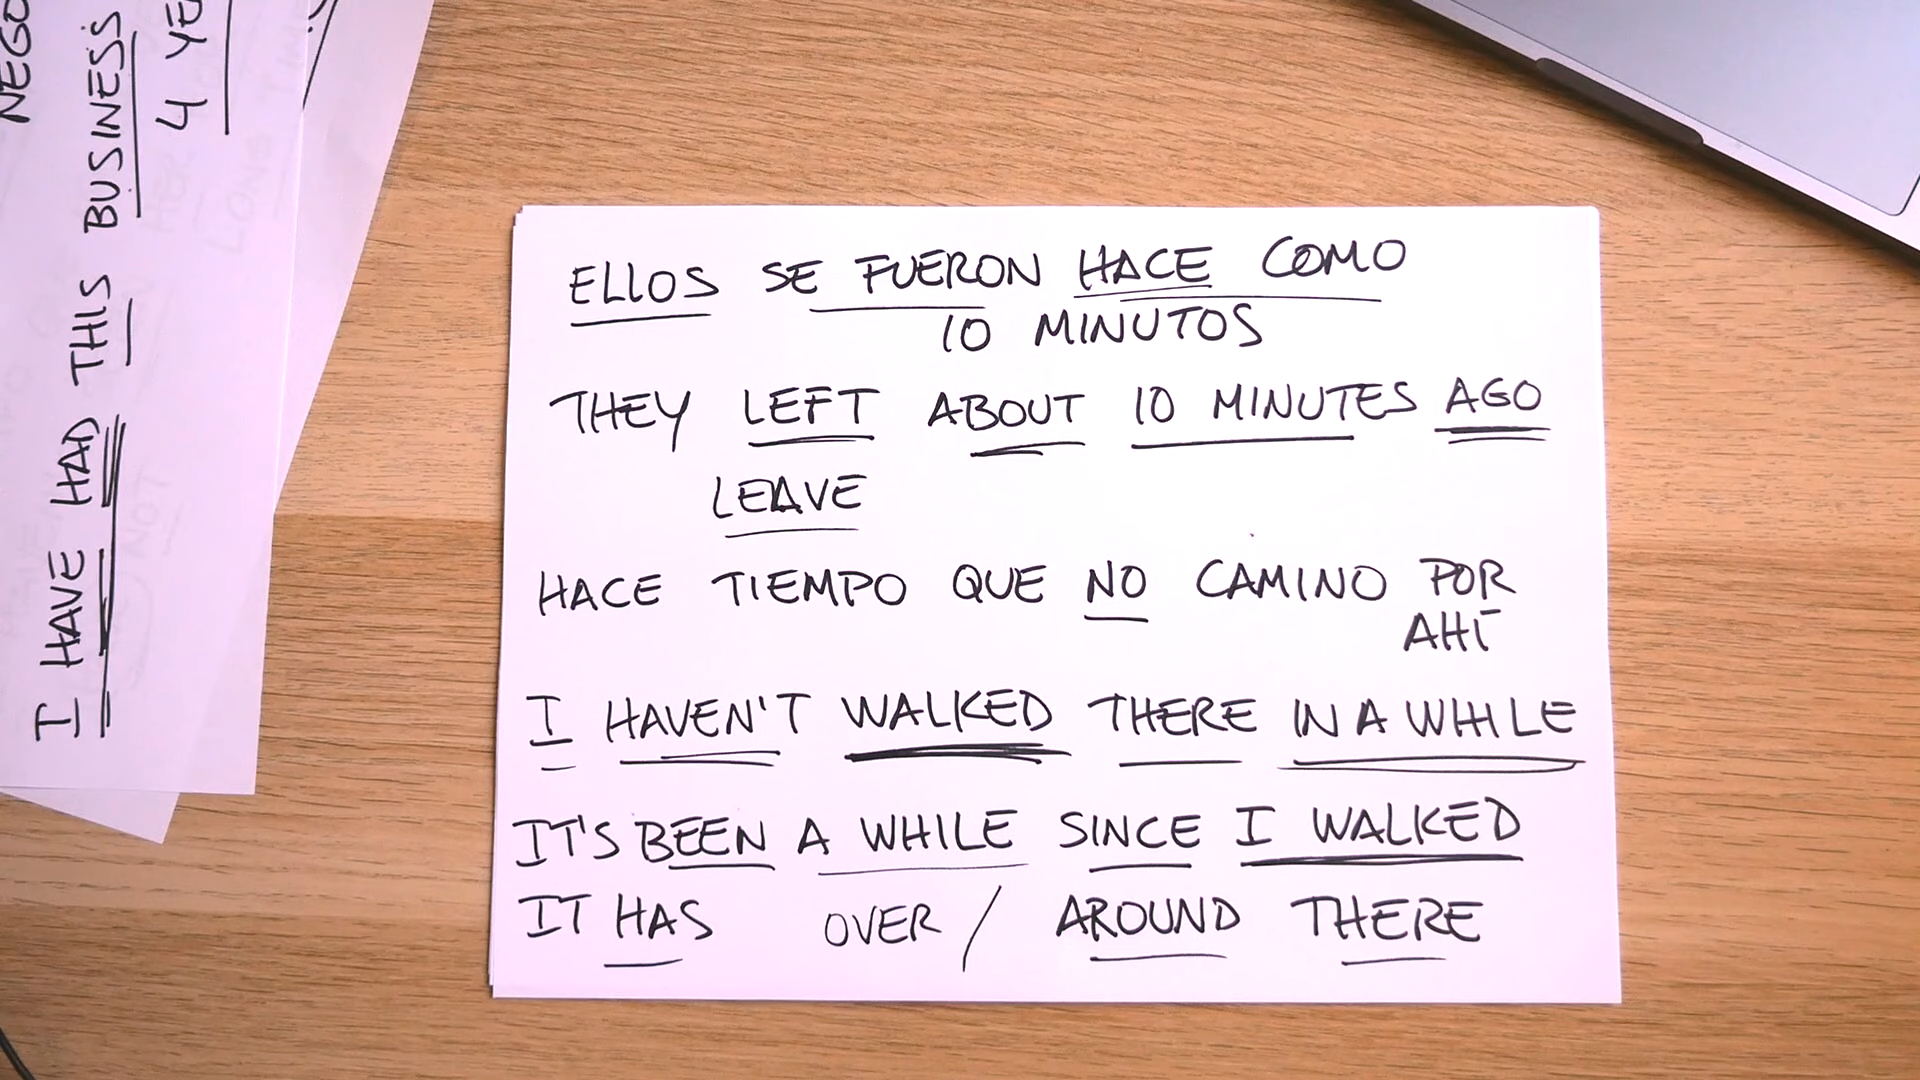 NEGO
I HAVE HAD THIS BUSINESS
4 YE
ELLOS SE FUERON HACE COMO
10 MINUTOS
THEY LEFT ABOUT 10 MINUTES AGO
LEAVE
HACE TIEMPO QUE NO CAMINO POR
AHÍ
I HAVEN'T WALKED THERE IN A WHILE
IT'S BEEN A WHILE SINCE I WALKED
IT HAS OVER / AROUND THERE